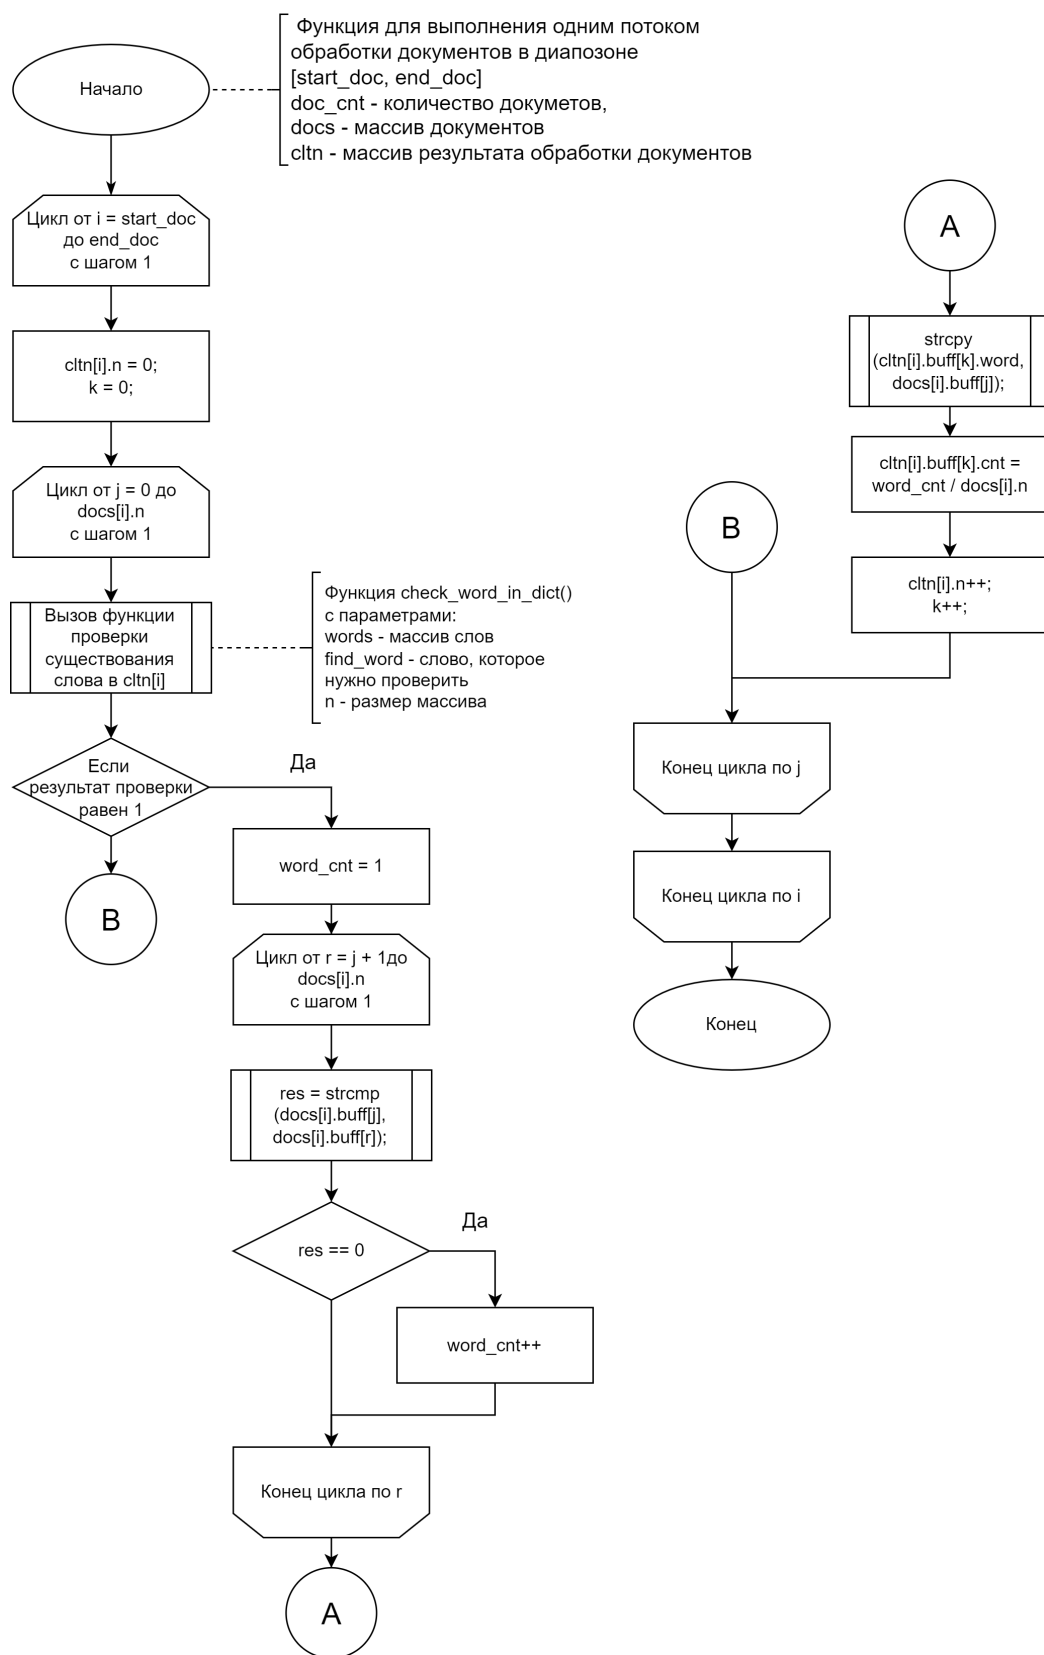 Начало
Функция для выполнения одним потоком
обработки документов в диапозоне
[start_doc, end_doc]
doc_cnt - количество докуметов,
docs - массив документов
cltn - массив результата обработки документов
Цикл от i = start_doc
до end_doc
с шагом 1
cltn[i].n = 0;
k = 0;
Цикл от j = 0 до
docs[i].n
с шагом 1
Вызов функции
проверки
существования
слова в cltn[i]
Функция check_word_in_dict()
с параметрами:
words - массив слов
find_word - слово, которое
нужно проверить
n - размер массива
Если
результат проверки
равен 1
Да
B
word_cnt = 1
Цикл от r = j + 1до
docs[i].n
с шагом 1
res = strcmp
(docs[i].buff[j],
docs[i].buff[r]);
res == 0
Да
word_cnt++
Конец цикла по r
A
A
strcpy
(cltn[i].buff[k].word,
docs[i].buff[j]);
cltn[i].buff[k].cnt =
word_cnt / docs[i].n
cltn[i].n++;
k++;
B
Конец цикла по j
Конец цикла по i
Конец